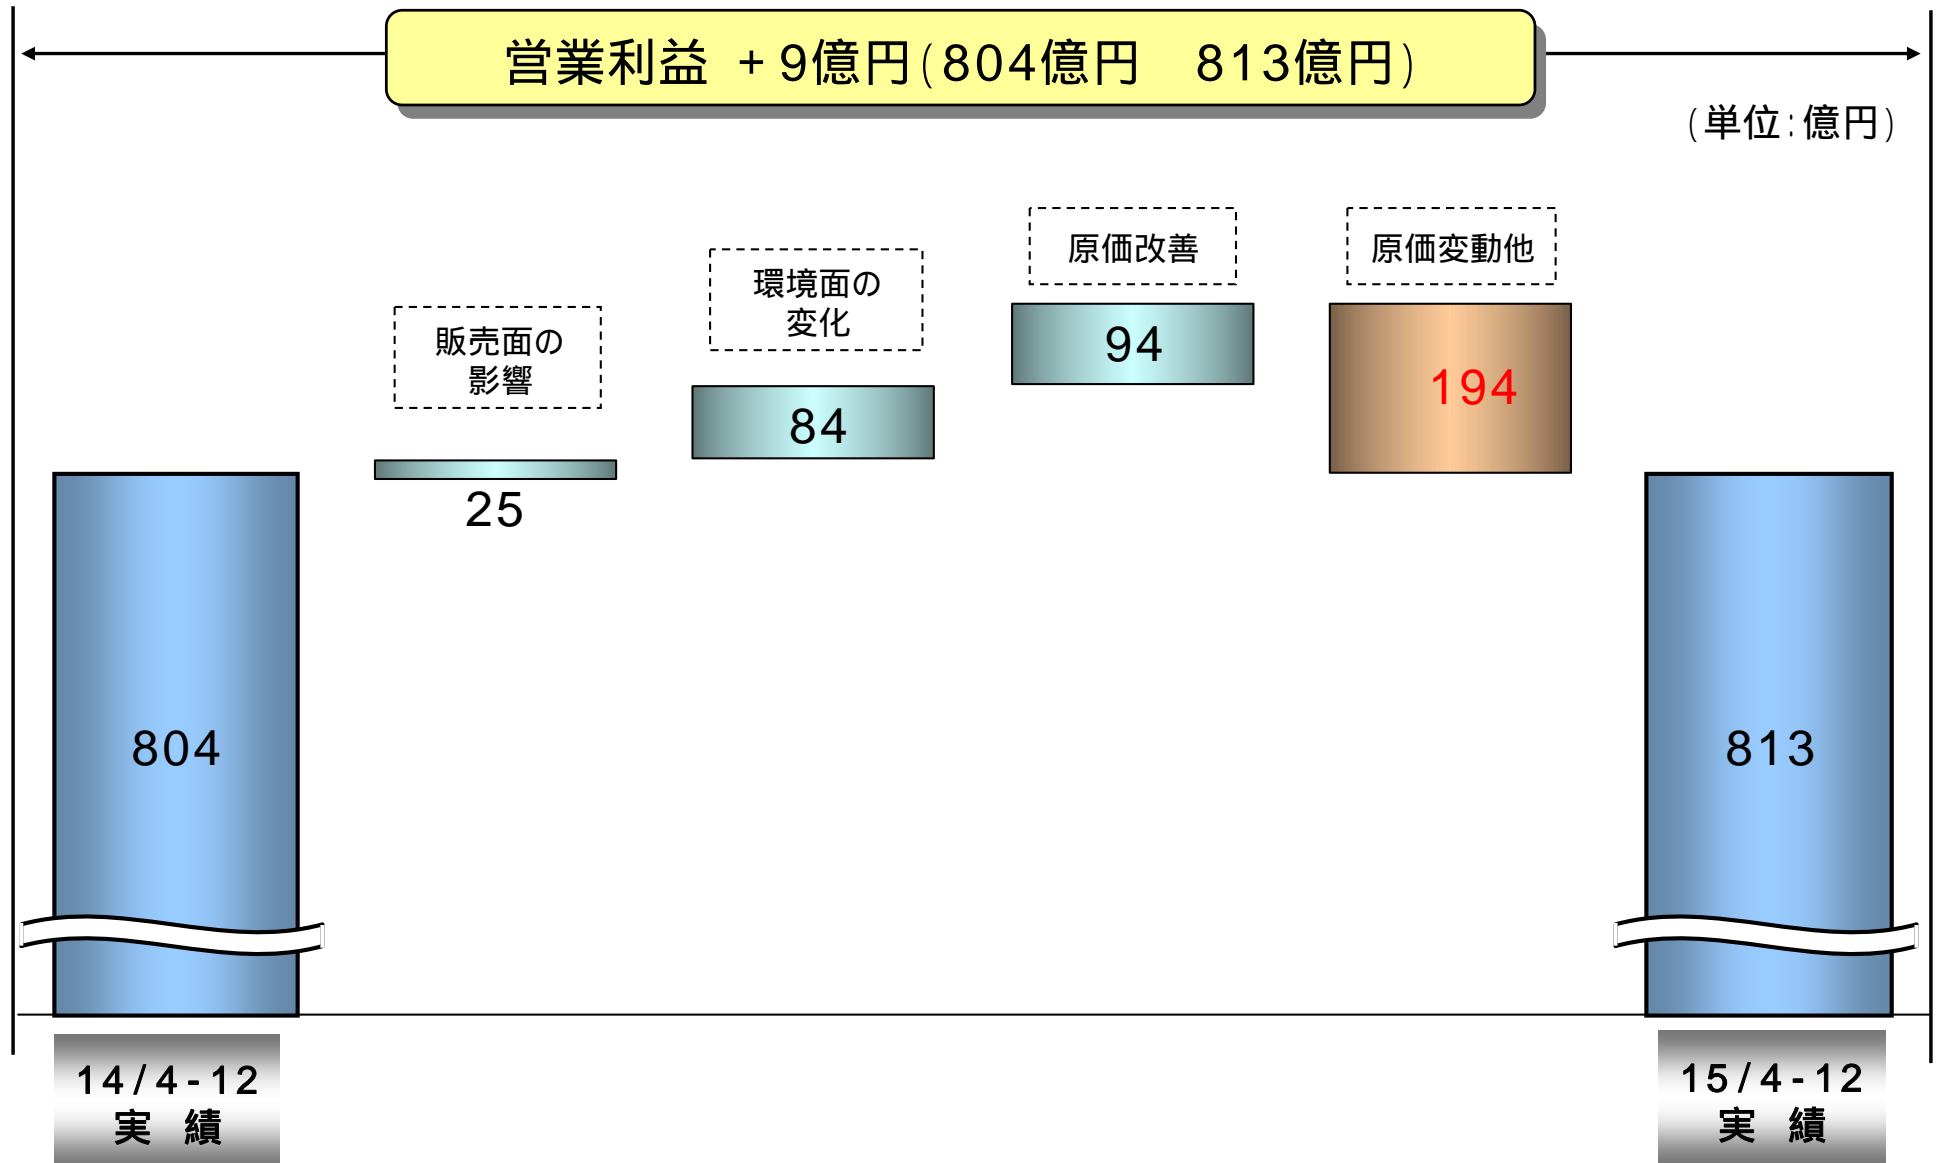 営業利益 +9億円(804億円　813億円)
(単位:億円)
販売面の
影響
環境面の
変化
原価改善
原価変動他
25
84
94
194
804
813
14/4-12
実 績
15/4-12
実 績